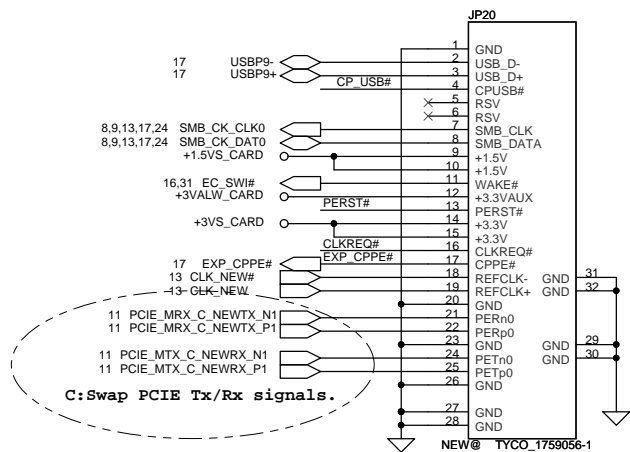 JP20
1 GND
17 USBP9- 2 USB_D-
17 USBP9+ 3 USB_D+
CP_USB# 4 CPUSB#
5 RSV
6 RSV
8,9,13,17,24 SMB_CK_CLK0 7 SMB_CLK
8,9,13,17,24 SMB_CK_DAT0 8 SMB_DATA
+1.5VS_CARD 9 +1.5V
10 +1.5V
16,31 EC_SWI# 11 WAKE#
+3VALW_CARD 12 +3.3VAUX
PERST# 13 PERST#
+3VS_CARD 14 +3.3V
15 +3.3V
CLKREQ# 16 CLKREQ#
17 EXP_CPPE# EXP_CPPE# 17 CPPE#
13 CLK_NEW# 18 REFCLK- GND 31
13 CLK_NEW 19 REFCLK+ GND 32
20 GND
11 PCIE_MRX_C_NEWTX_N1 21 PERn0
11 PCIE_MRX_C_NEWTX_P1 22 PERp0
23 GND GND 29
11 PCIE_MTX_C_NEWRX_N1 24 PETn0 GND 30
11 PCIE_MTX_C_NEWRX_P1 25 PETp0
26 GND
C:Swap PCIE Tx/Rx signals.
27 GND
28 GND
NEW@ TYCO_1759056-1